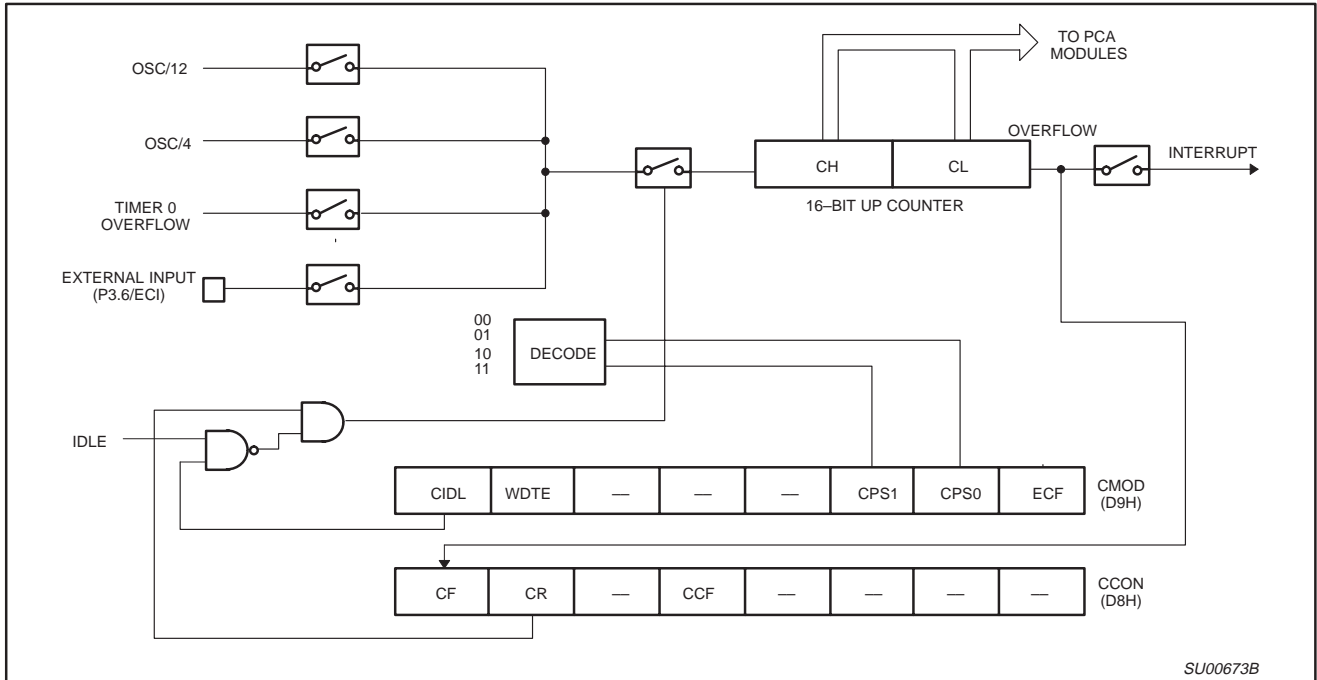 TO PCA
MODULES
OSC/12
OSC/4
OVERFLOW
INTERRUPT
CH
CL
16–BIT UP COUNTER
TIMER 0
OVERFLOW
EXTERNAL INPUT
(P3.6/ECI)
00
01
10
11
DECODE
IDLE
CIDL WDTE –– –– –– CPS1 CPS0 ECF
CMOD
(D9H)
CF CR –– CCF –– –– –– ––
CCON
(D8H)
SU00673B